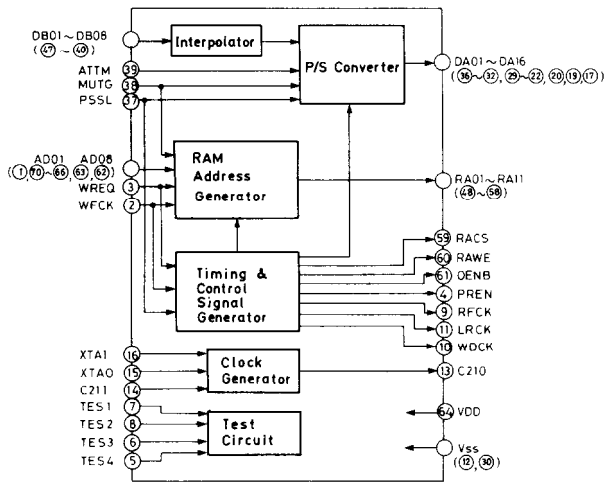 DB01~DB08
(47 ~ 40)
Interpolator
P/S Converter
DA01~DA16
(36~32, 29~22, 20, 19, 17)
ATTM 39
MUTG 38
PSSL 37
AD01 AD08
(1, 70~66, 63, 62)
WREQ 3
WFCK 2
RAM
Address
Generator
RA01~RA11
(48~58)
Timing &
Control
Signal
Generator
59 RACS
60 RAWE
61 OENB
4 PREN
9 RFCK
11 LRCK
10 WDCK
XTAI 16
XTAO 15
C211 14
Clock
Generator
13 C210
TES1 7
TES2 8
TES3 6
TES4 5
Test
Circuit
64 VDD
Vss
(12, 30)